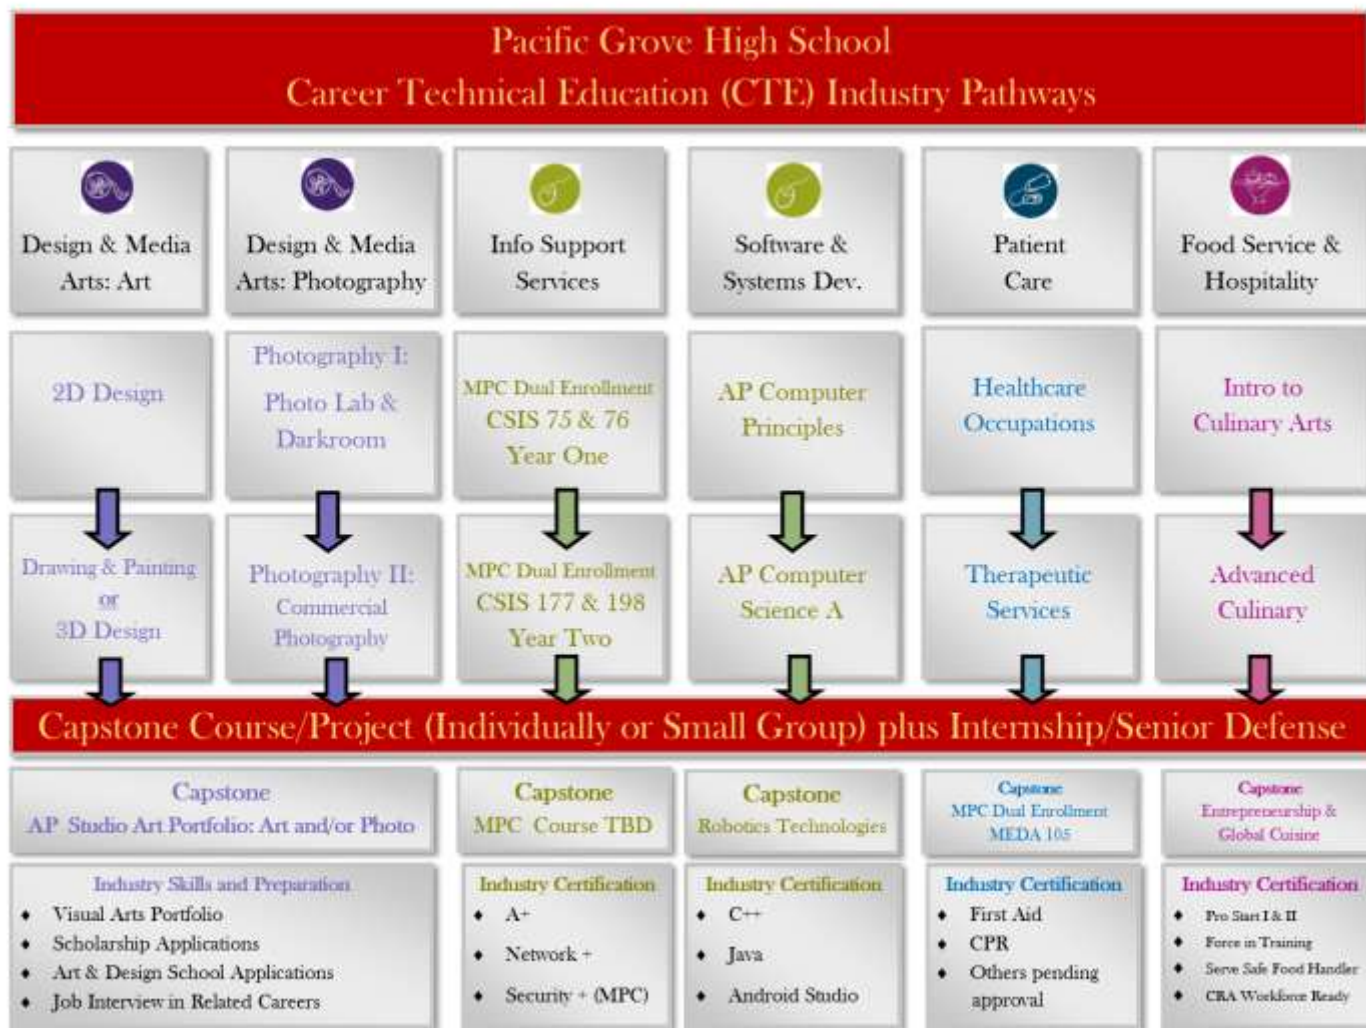 Pacific Grove High School
Career Technical Education (CTE) Industry Pathways
Design & Media
Arts: Art
Design & Media
Arts: Photography
Info Support
Services
Software &
Systems Dev.
Patient
Care
Food Service &
Hospitality
2D Design
Photography I:
Photo Lab &
Darkroom
MPC Dual Enrollment
CSIS 75 & 76
Year One
AP Computer
Principles
Healthcare
Occupations
Intro to
Culinary Arts
Drawing & Painting
or
3D Design
Photography II:
Commercial
Photography
MPC Dual Enrollment
CSIS 177 & 198
Year Two
AP Computer
Science A
Therapeutic
Services
Advanced
Culinary
Capstone Course/Project (Individually or Small Group) plus Internship/Senior Defense
Capstone
AP Studio Art Portfolio: Art and/or Photo
Capstone
MPC Course TBD
Capstone
Robotics Technologies
Capstone
MPC Dual Enrollment
MEDA 105
Capstone
Entrepreneurship &
Global Cuisine
Industry Skills and Preparation
♦ Visual Arts Portfolio
♦ Scholarship Applications
♦ Art & Design School Applications
♦ Job Interview in Related Careers
Industry Certification
♦ A+
♦ Network +
♦ Security + (MPC)
Industry Certification
♦ C++
♦ Java
♦ Android Studio
Industry Certification
♦ First Aid
♦ CPR
♦ Others pending
approval
Industry Certification
♦ Pro Start I & II
♦ Force in Training
♦ Serve Safe Food Handler
♦ CRA Workforce Ready